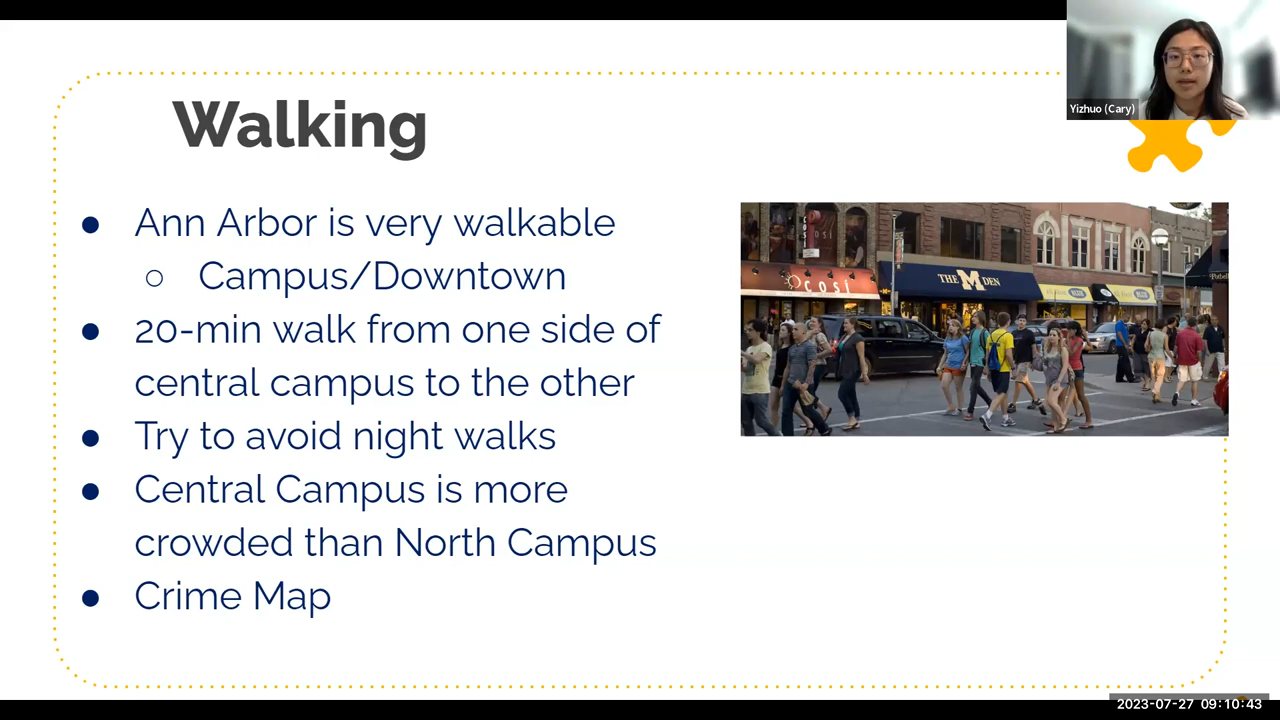 Walking
Yizhuo (Cary)
● Ann Arbor is very walkable
○ Campus/Downtown
● 20-min walk from one side of
central campus to the other
● Try to avoid night walks
● Central Campus is more
crowded than North Campus
● Crime Map
cosi
COSI
THE M DEN
Potbelly
2023-07-27 09:10:43